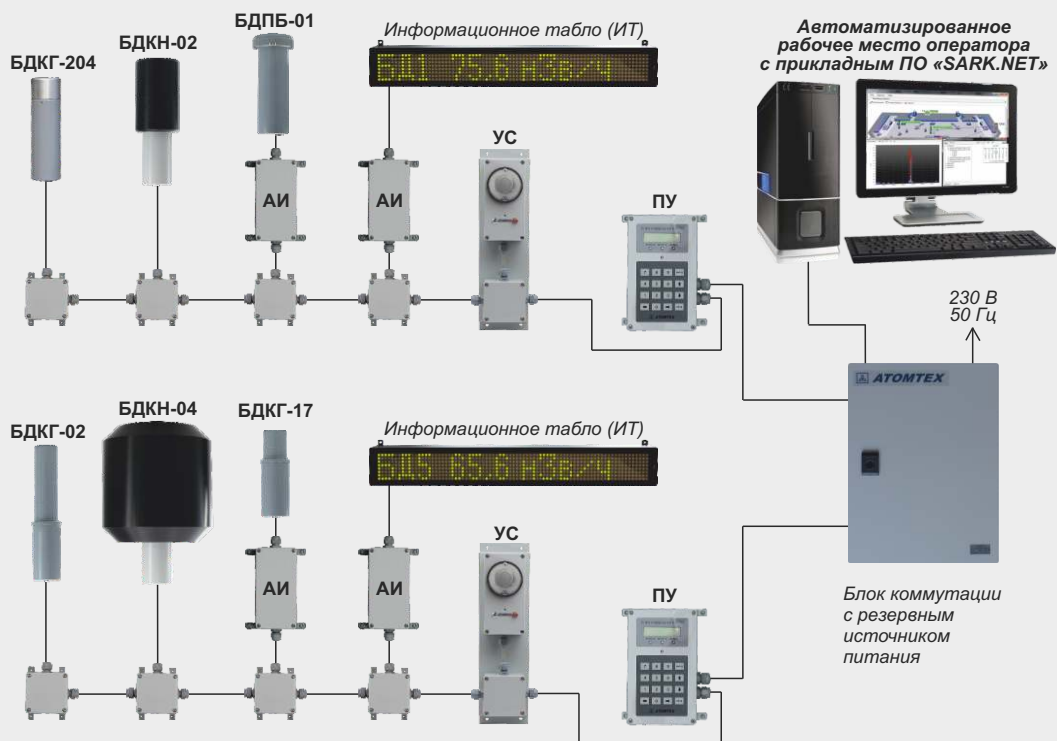 БДКГ-204
БДКН-02
БДПБ-01
Информационное табло (ИТ)
БД1 75.6 нЗв/ч
АИ
АИ
УС
ПУ
Автоматизированное
рабочее место оператора
с прикладным ПО «SARK.NET»
230 В
50 Гц
ATOMTEX
Блок коммутации
с резервным
источником
питания
БДКГ-02
БДКН-04
БДКГ-17
Информационное табло (ИТ)
БД5 65.6 нЗв/ч
АИ
АИ
УС
ПУ